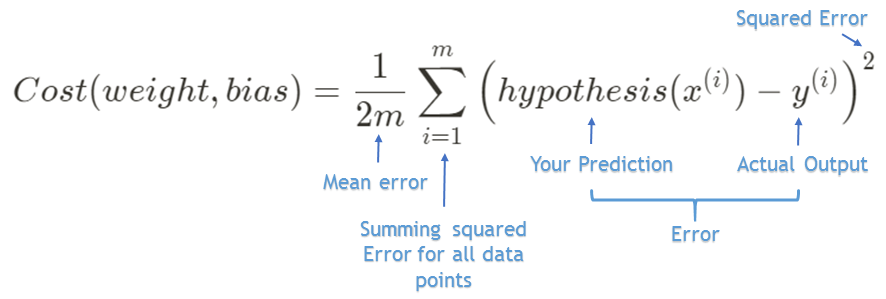 Squared Error
Cost(weight, bias) = \frac{1}{2m} \sum_{i=1}^{m} \left( hypothesis(x^{(i)}) - y^{(i)} \right)^2
Your Prediction
Actual Output
Mean error
Summing squared
Error for all data
points
Error